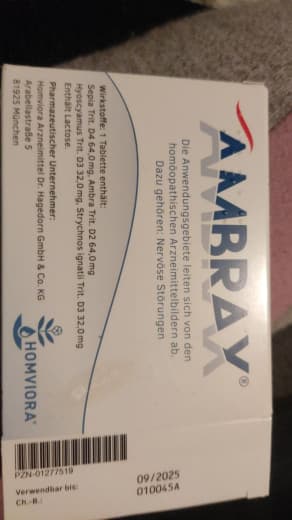 AMBRAX®
Die Anwendungsgebiete leiten sich von den
homöopathischen Arzneimittelbildern ab.
Dazu gehören: Nervöse Störungen
Wirkstoffe: 1 Tablette enthält:
Sepia Trit. D4 64,0mg, Ambra Trit. D2 64,0mg
Hyoscyamus Trit. D3 32,0mg, Strychnos ignatii Trit. D3 32,0mg
Enthält Lactose.
Pharmazeutischer Unternehmer:
Homviora Arzneimittel Dr. Hagedorn GmbH & Co. KG
Arabellastraße 5
81925 München
HOMVIORA®
PZN-01277519
Verwendbar bis: 09/2025
Ch.-B.: 010045A